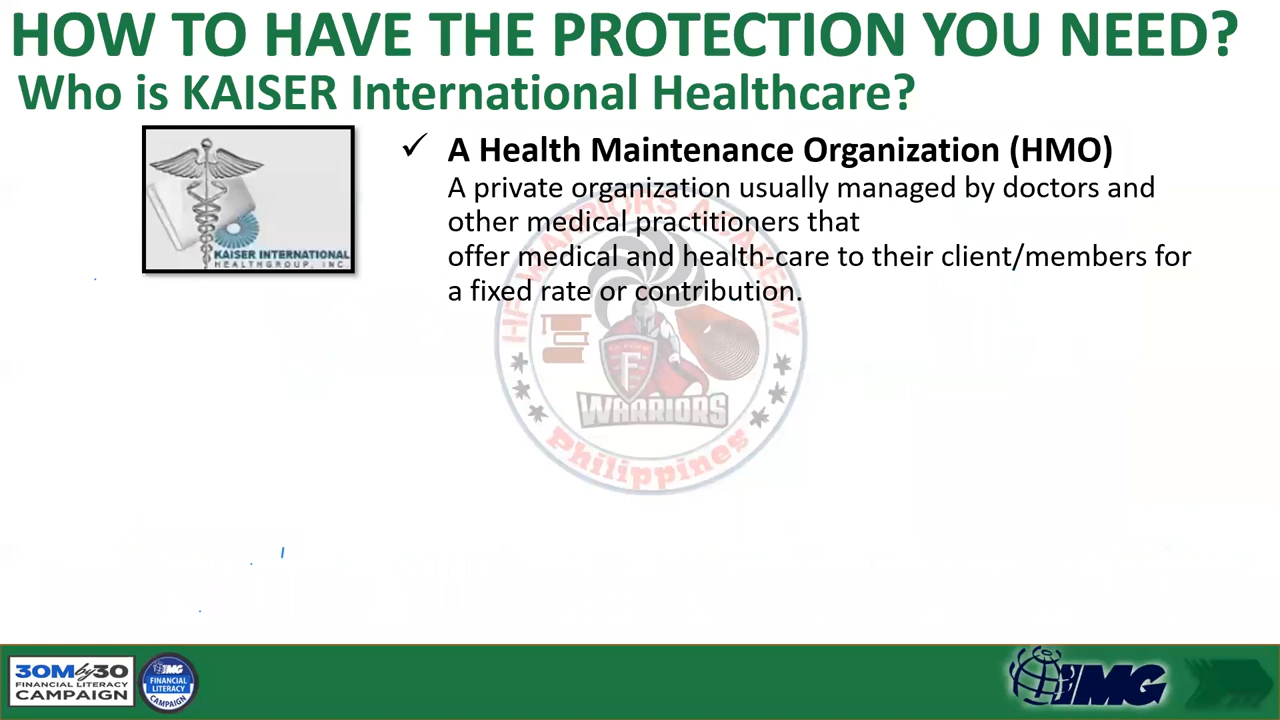 HOW TO HAVE THE PROTECTION YOU NEED?
Who is KAISER International Healthcare?
KAISER INTERNATIONAL
HEALTHGROUP, INC
✓ A Health Maintenance Organization (HMO)
A private organization usually managed by doctors and
other medical practitioners that
offer medical and health-care to their client/members for
a fixed rate or contribution.
WARRIORS ACADEMY
F
WARRIORS
Philippines
30M by 30
FINANCIAL LITERACY
CAMPAIGN
IMG
FINANCIAL
LITERACY
CAMPAIGN
IMG